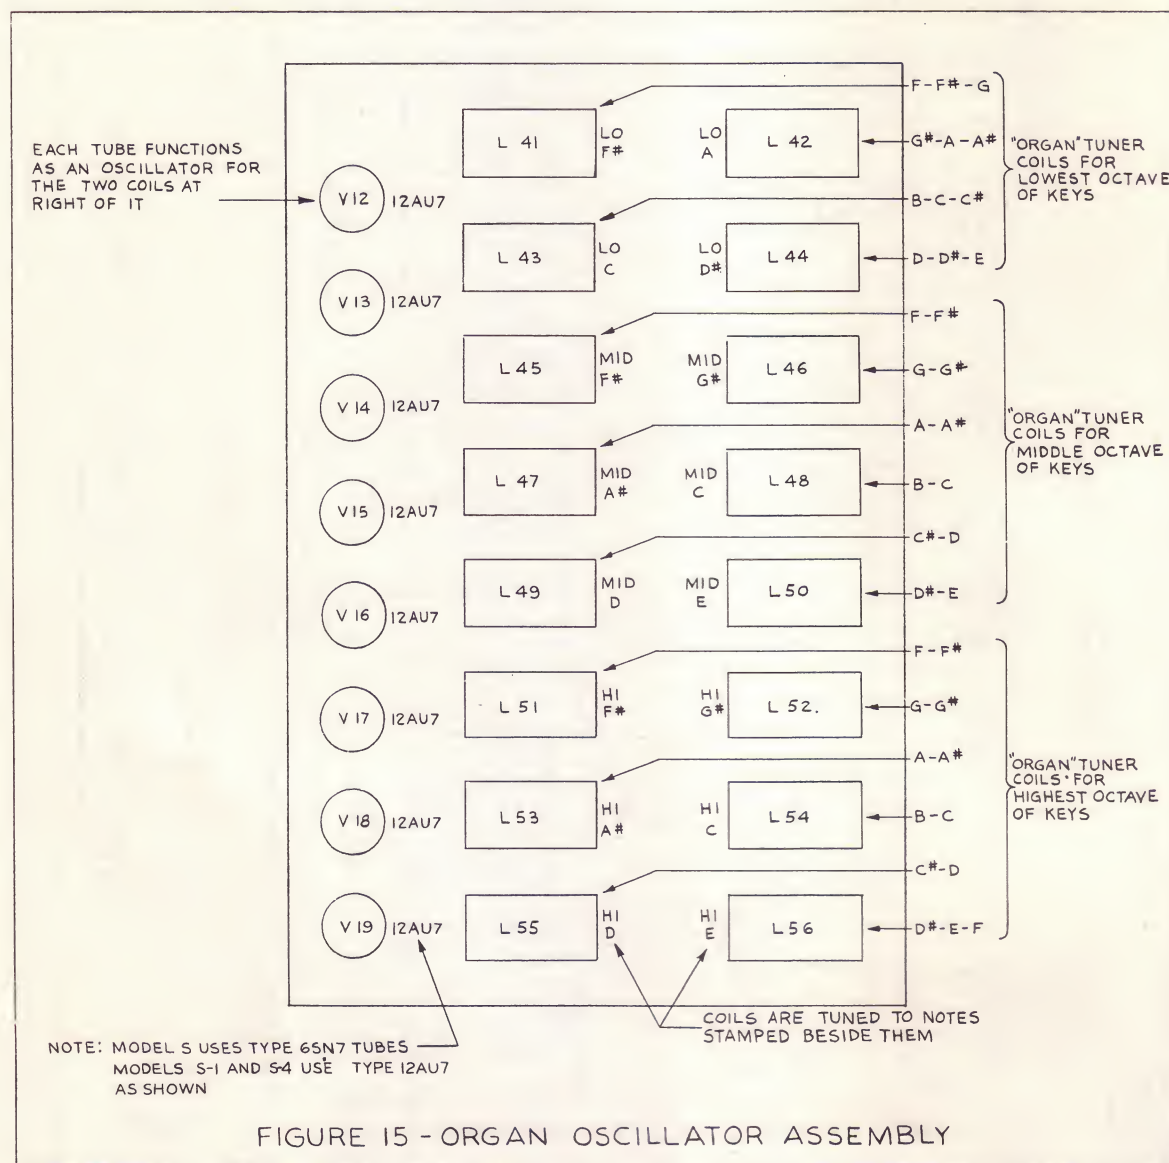 EACH TUBE FUNCTIONS
AS AN OSCILLATOR FOR
THE TWO COILS AT
RIGHT OF IT
V12 12AU7
V13 12AU7
V14 12AU7
V15 12AU7
V16 12AU7
V17 12AU7
V18 12AU7
V19 12AU7
L 41
LO
F#
LO
A
L 42
F-F#-G
G#-A-A#
L 43
LO
C
LO
D#
L 44
B-C-C#
D-D#-E
"ORGAN" TUNER
COILS FOR
LOWEST OCTAVE
OF KEYS
L 45
MID
F#
MID
G#
L 46
F-F#
G-G#
L 47
MID
A#
MID
C
L 48
A-A#
B-C
L 49
MID
D
MID
E
L 50
C#-D
D#-E
"ORGAN" TUNER
COILS FOR
MIDDLE OCTAVE
OF KEYS
L 51
HI
F#
HI
G#
L 52.
F-F#
G-G#
L 53
HI
A#
HI
C
L 54
A-A#
B-C
L 55
HI
D
HI
E
L 56
C#-D
D#-E-F
"ORGAN" TUNER
COILS FOR
HIGHEST OCTAVE
OF KEYS
COILS ARE TUNED TO NOTES
STAMPED BESIDE THEM
NOTE: MODEL S USES TYPE 6SN7 TUBES
MODELS S-1 AND S-4 USE TYPE 12AU7
AS SHOWN
FIGURE 15 - ORGAN OSCILLATOR ASSEMBLY